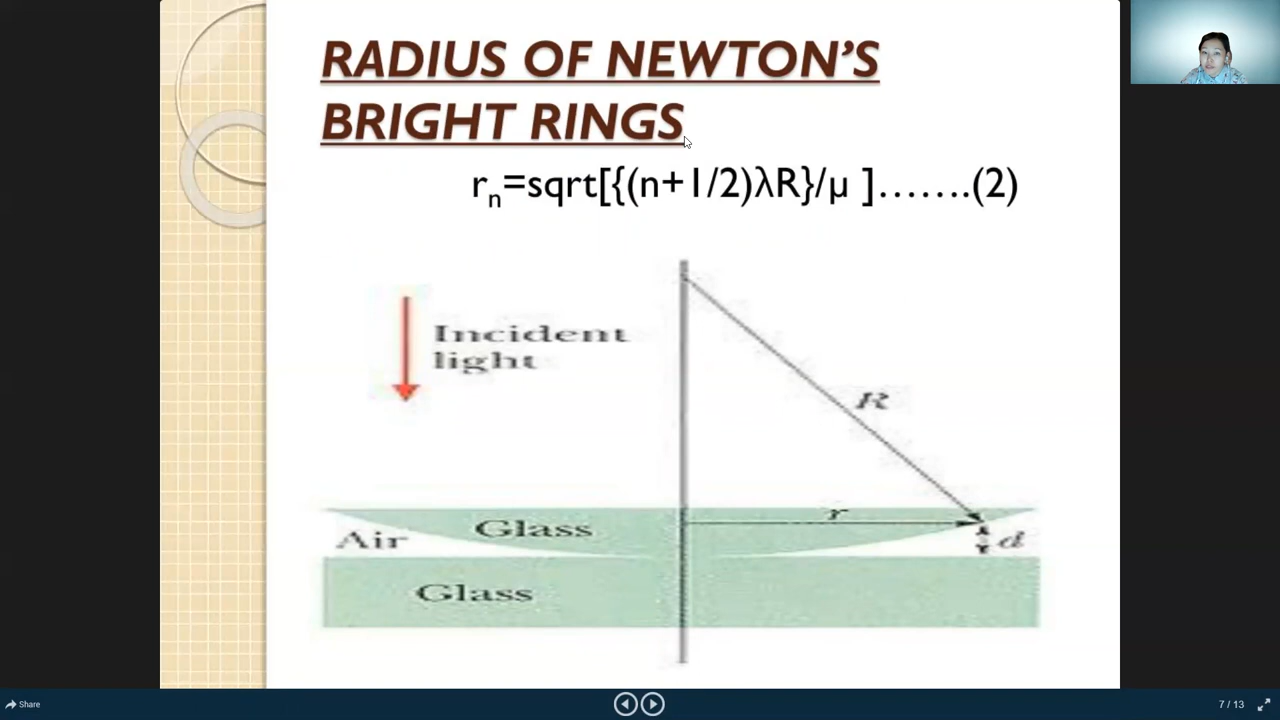 RADIUS OF NEWTON'S
BRIGHT RINGS
rₙ=sqrt[{(n+1/2)λR}/μ ].......(2)
Incident
light
R
r
Glass
Air
d
Glass
Share
7 / 13